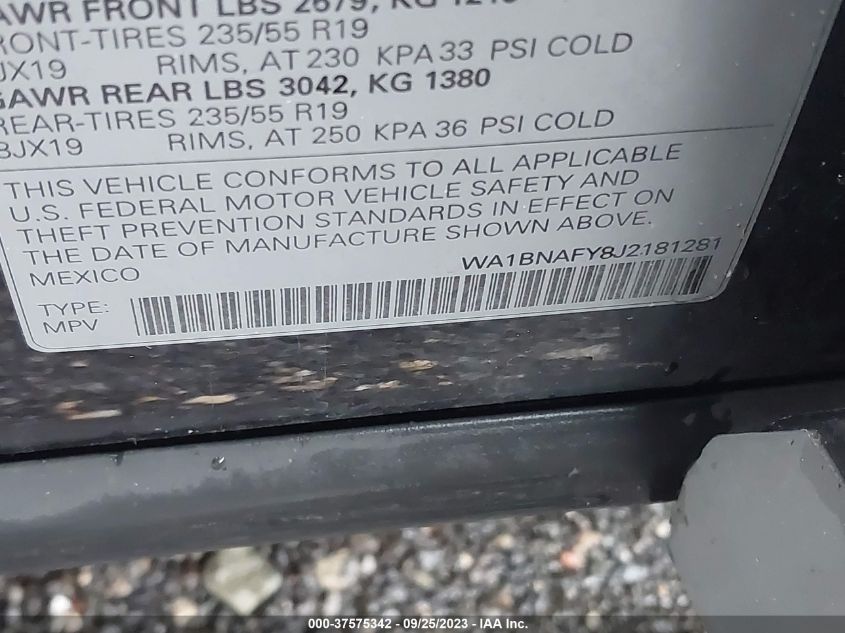 AWR FRONT LBS 2679, KG
RONT-TIRES 235/55 R19
JX19 RIMS, AT 230 KPA 33 PSI COLD
GAWR REAR LBS 3042, KG 1380
REAR-TIRES 235/55 R19
8JX19 RIMS, AT 250 KPA 36 PSI COLD
THIS VEHICLE CONFORMS TO ALL APPLICABLE
U.S. FEDERAL MOTOR VEHICLE SAFETY AND
THEFT PREVENTION STANDARDS IN EFFECT ON
THE DATE OF MANUFACTURE SHOWN ABOVE.
MEXICO WA1BNAFY8J2181281
TYPE:
MPV
000-37575342 - 09/25/2023 - IAA Inc.